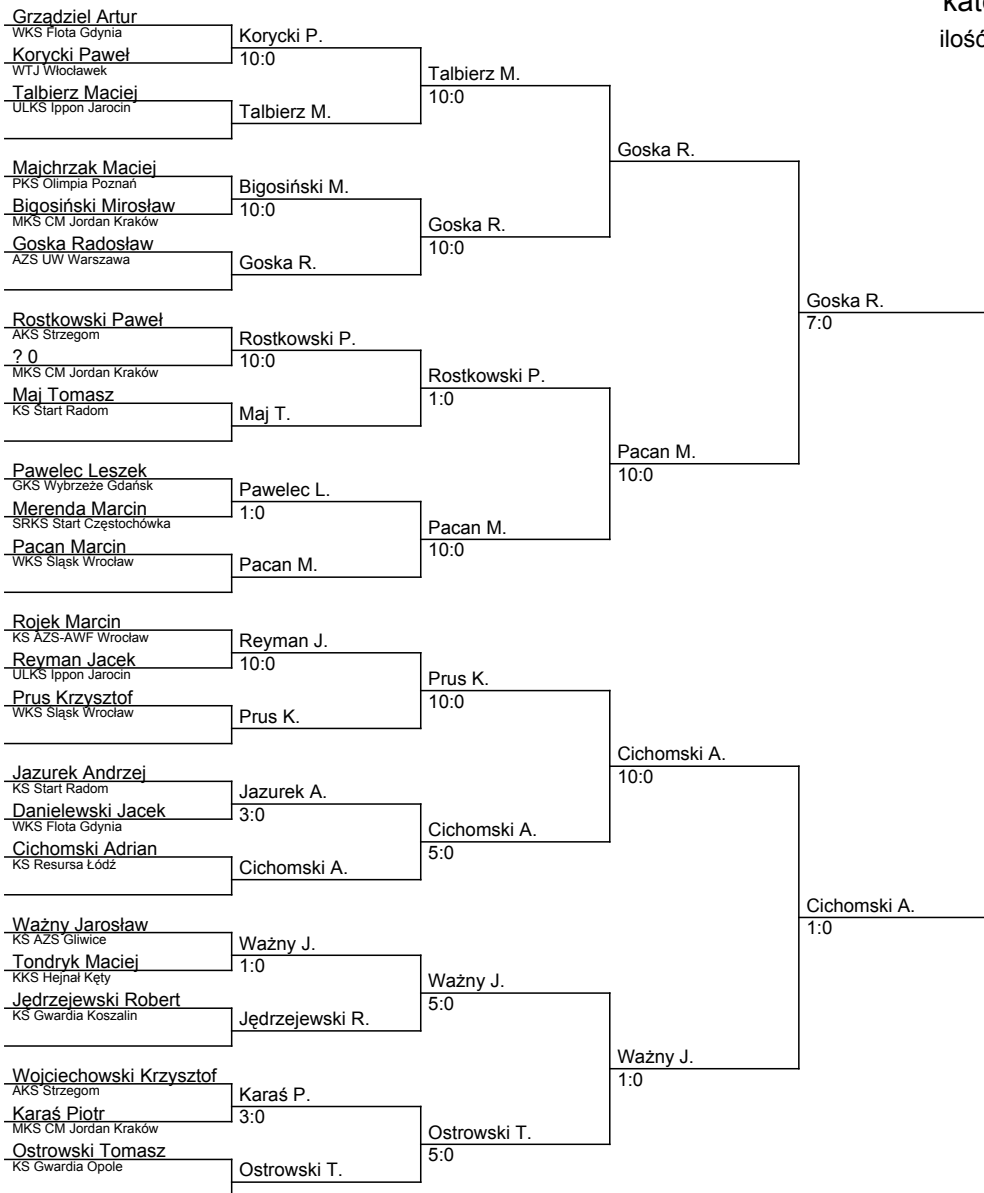 kat
ilość
Grządziel Artur
WKS Flota Gdynia
Korycki Paweł
WTJ Włocławek
Talbierz Maciej
ULKS Ippon Jarocin
Majchrzak Maciej
PKS Olimpia Poznań
Bigosiński Mirosław
MKS CM Jordan Kraków
Goska Radosław
AZS UW Warszawa
Rostkowski Paweł
AKS Strzegom
? 0
MKS CM Jordan Kraków
Maj Tomasz
KS Start Radom
Pawelec Leszek
GKS Wybrzeże Gdańsk
Merenda Marcin
SRKS Start Częstochówka
Pacan Marcin
WKS Śląsk Wrocław
Rojek Marcin
KS AZS-AWF Wrocław
Reyman Jacek
ULKS Ippon Jarocin
Prus Krzysztof
WKS Śląsk Wrocław
Jazurek Andrzej
KS Start Radom
Danielewski Jacek
WKS Flota Gdynia
Cichomski Adrian
KS Resursa Łódź
Ważny Jarosław
KS AZS Gliwice
Tondryk Maciej
KKS Hejnał Kęty
Jędrzejewski Robert
KS Gwardia Koszalin
Wojciechowski Krzysztof
AKS Strzegom
Karaś Piotr
MKS CM Jordan Kraków
Ostrowski Tomasz
KS Gwardia Opole
Korycki P.
10:0
Talbierz M.
Bigosiński M.
10:0
Goska R.
Rostkowski P.
10:0
Maj T.
Pawelec L.
1:0
Pacan M.
Reyman J.
10:0
Prus K.
Jazurek A.
3:0
Cichomski A.
Ważny J.
1:0
Jędrzejewski R.
Karaś P.
3:0
Ostrowski T.
Talbierz M.
10:0
Goska R.
10:0
Rostkowski P.
1:0
Pacan M.
10:0
Prus K.
10:0
Cichomski A.
5:0
Ważny J.
5:0
Ostrowski T.
5:0
Goska R.
Pacan M.
10:0
Cichomski A.
10:0
Ważny J.
1:0
Goska R.
7:0
Cichomski A.
1:0